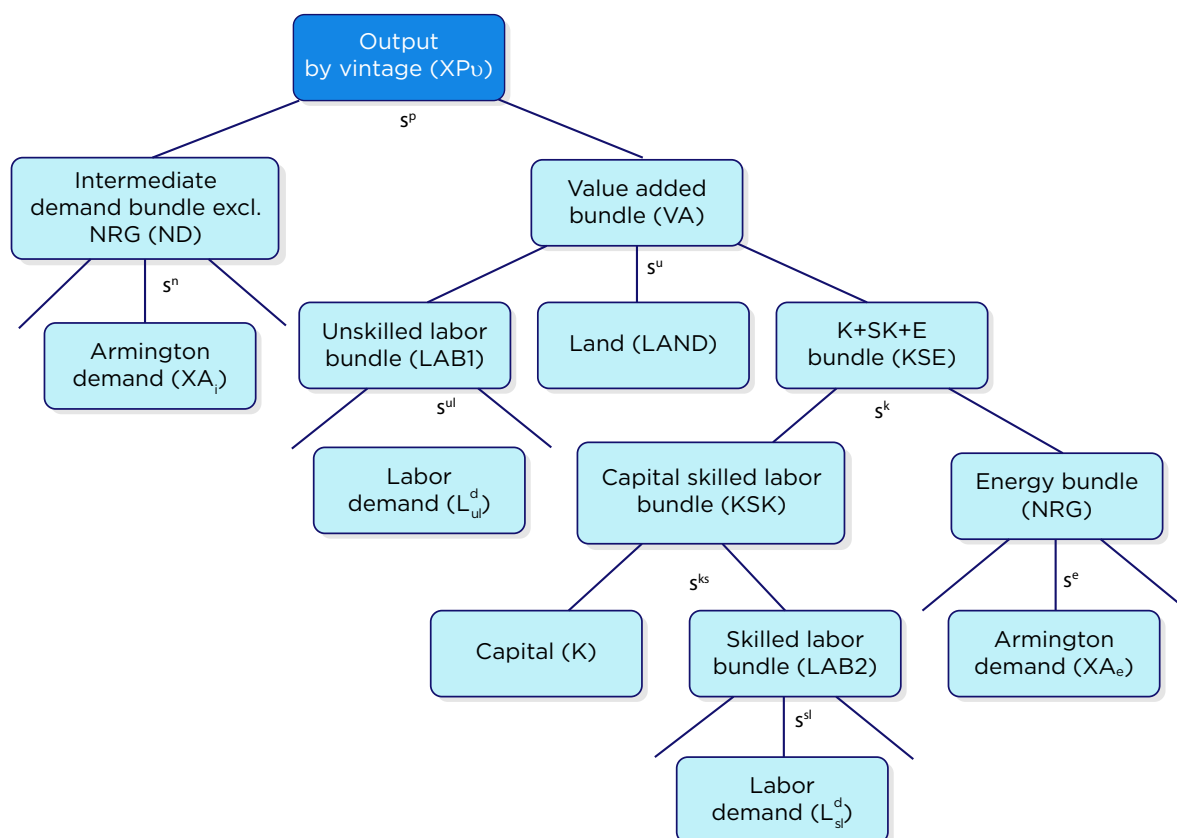 Output
by vintage (XPυ)
s^p
Intermediate
demand bundle excl.
NRG (ND)
Value added
bundle (VA)
s^n
s^u
Armington
demand (XA_i)
Unskilled labor
bundle (LAB1)
Land (LAND)
K+SK+E
bundle (KSE)
s^ul
s^k
Labor
demand (L^d_ul)
Capital skilled labor
bundle (KSK)
Energy bundle
(NRG)
s^ks
s^e
Capital (K)
Skilled labor
bundle (LAB2)
Armington
demand (XA_e)
s^sl
Labor
demand (L^d_sl)